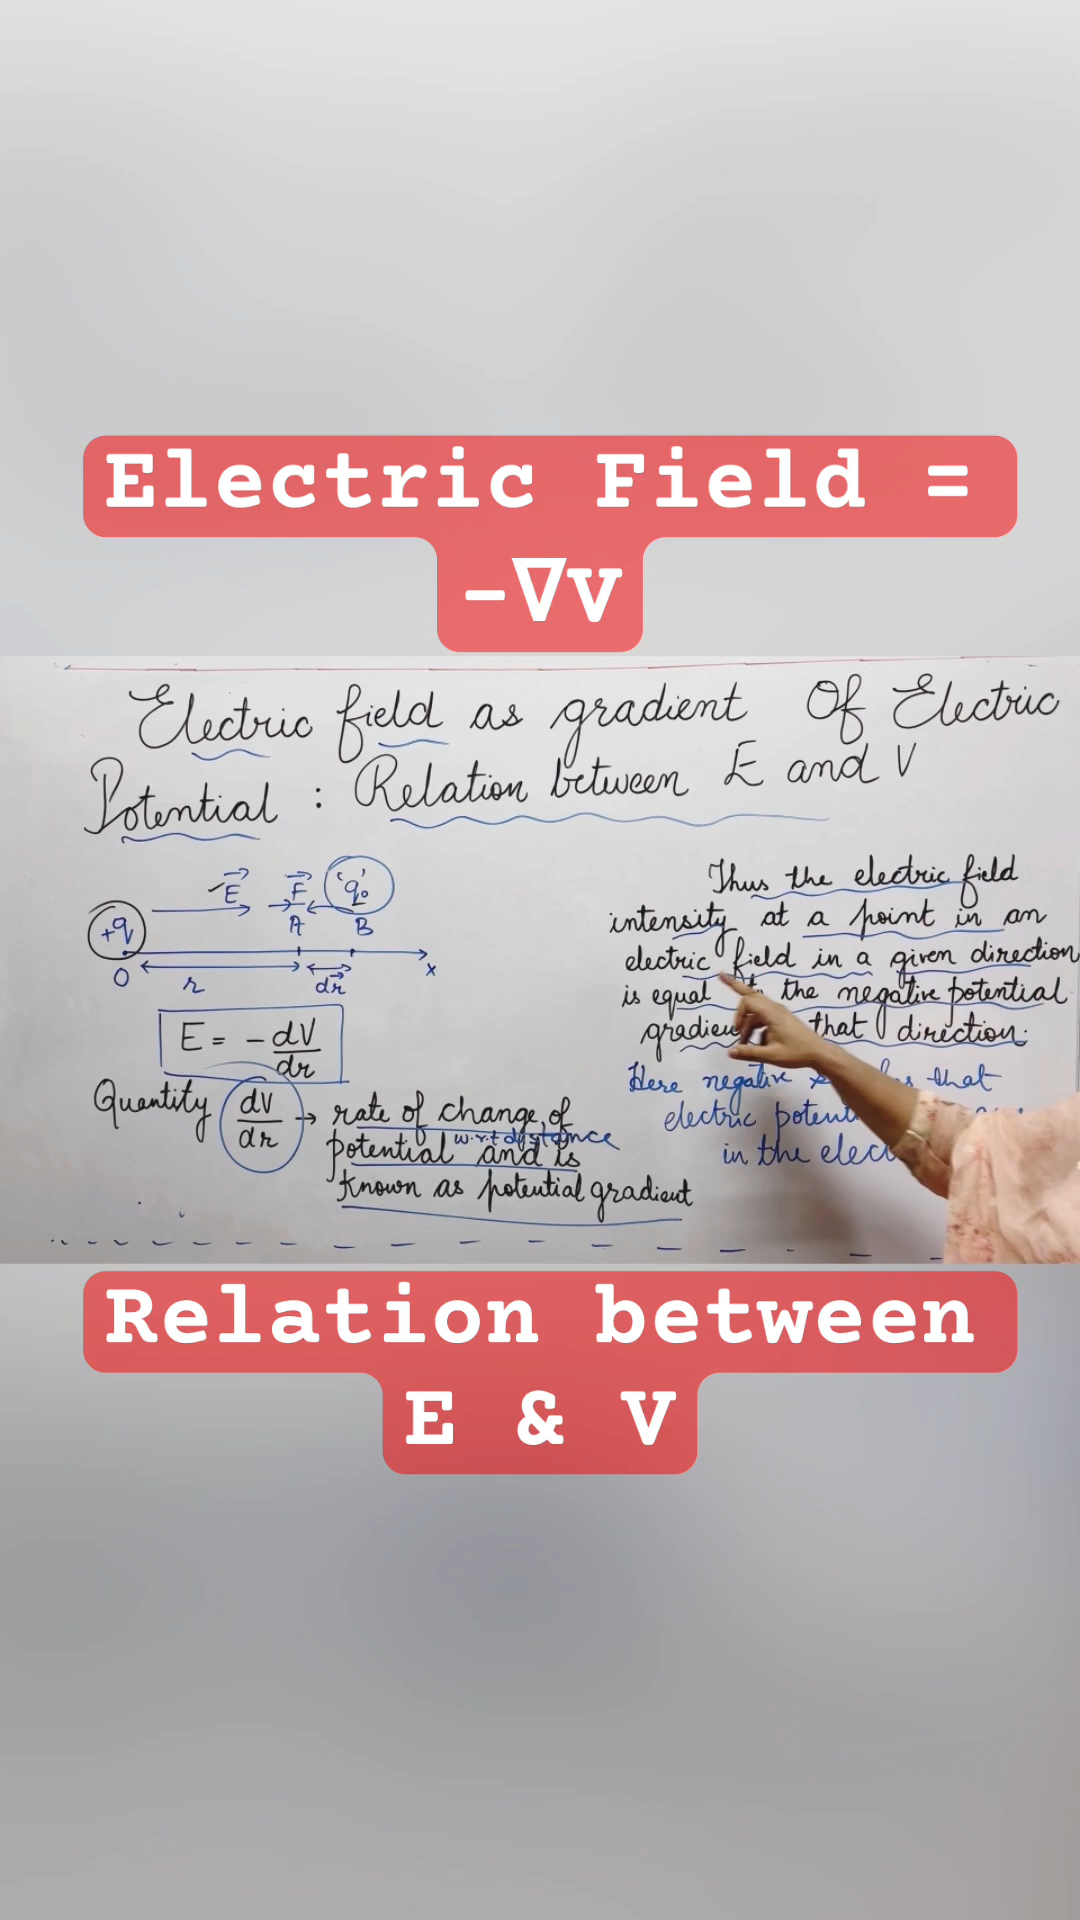 Electric Field =
-∇V
Electric field as gradient Of Electric
Potential : Relation between E and V
E F 'q₀'
+q A B
O r dr x
E = - dV/dr
Quantity dV/dr → rate of change of
w.r.t distance
potential and is
known as potential gradient
Thus the electric field
intensity at a point in an
electric field in a given direction
is equal the negative potential
gradient that direction.
Here negative that
electric
in the
Relation between
E & V